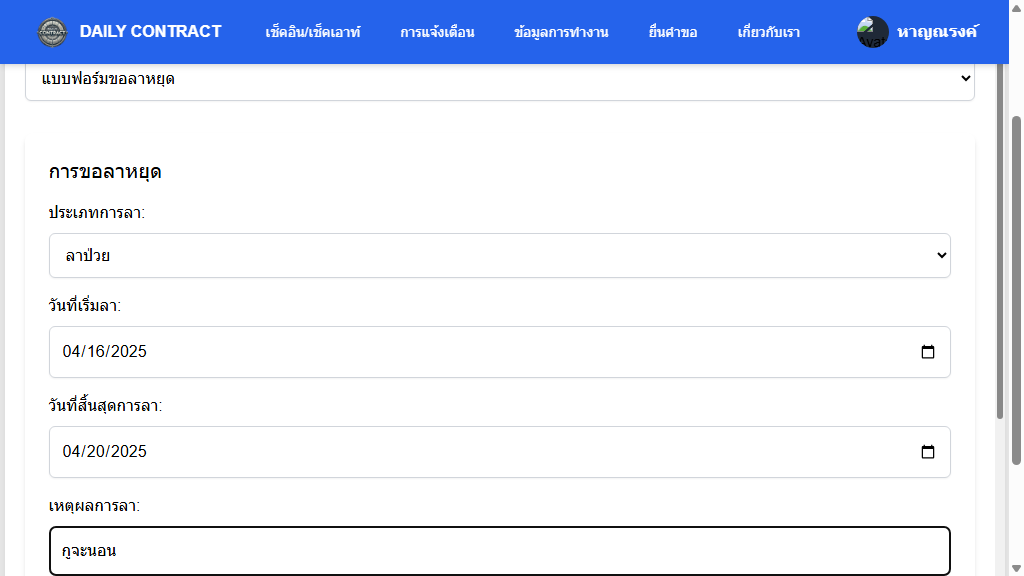 DAILY CONTRACT เช็คอิน/เช็คเอาท์ การแจ้งเตือน ข้อมูลการทำงาน ยื่นคำขอ เกี่ยวกับเรา หาญณรงค์
แบบฟอร์มขอลาหยุด
การขอลาหยุด
ประเภทการลา:
ลาป่วย
วันที่เริ่มลา:
04/16/2025
วันที่สิ้นสุดการลา:
04/20/2025
เหตุผลการลา:
กูจะนอน